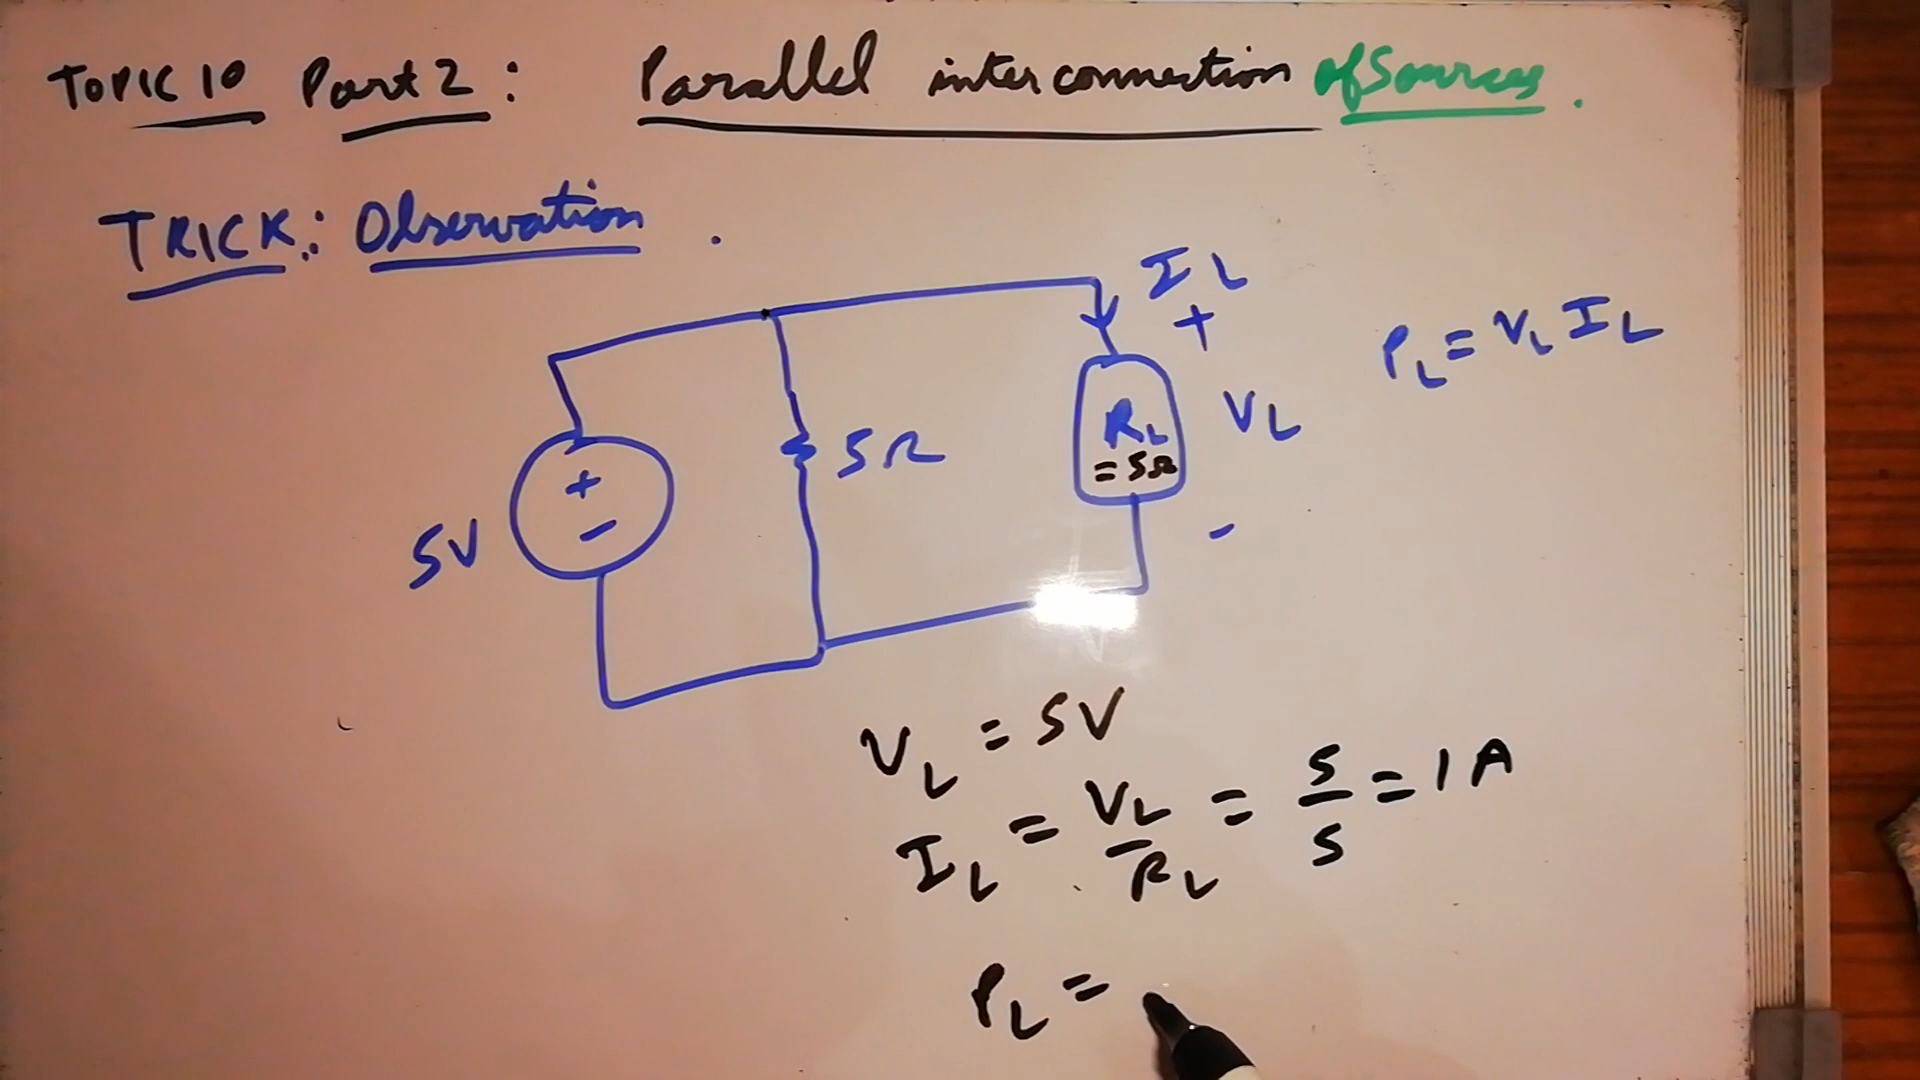 TOPIC 10 Part 2: Parallel interconnection of Sources.
TRICK: Observation.
IL
+
PL = VL IL
RL
= 5Ω
VL
5Ω
+
-
5V
-
VL = 5V
IL = VL/RL = 5/5 = 1A
PL =